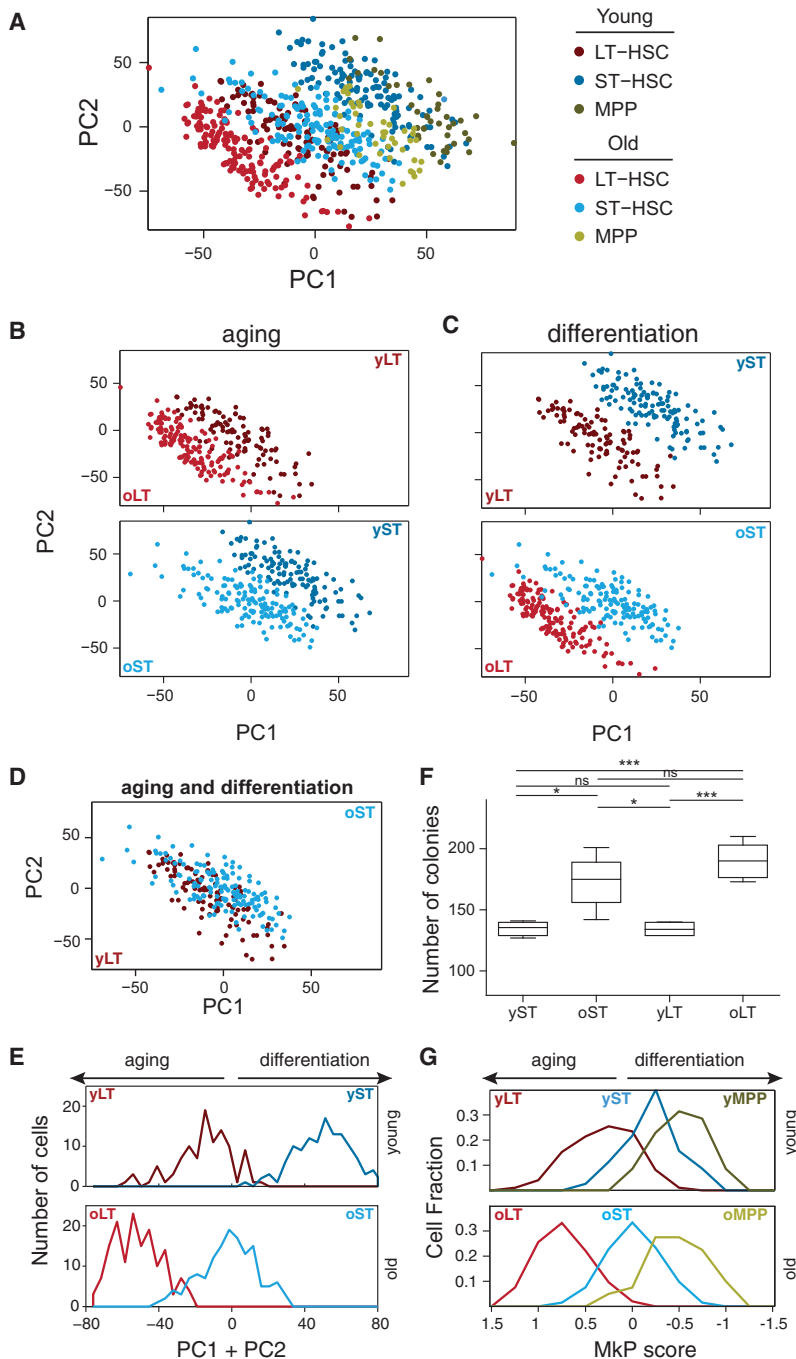 A
PC2
50
0
−50
−50
0
50
PC1
Young
LT−HSC
ST−HSC
MPP
Old
LT−HSC
ST−HSC
MPP
B
aging
yLT
50
0
−50
oLT
PC2
yST
50
0
−50
oST
−50
0
50
PC1
C
differentiation
yST
yLT
oST
oLT
−50
0
50
PC1
D
aging and differentiation
oST
PC2
50
0
−50
yLT
−50
0
50
PC1
F
***
ns
ns
*
*
***
Number of colonies
200
150
100
yST
oST
yLT
oLT
E
aging
differentiation
yLT
yST
young
20
10
0
Number of cells
oLT
oST
old
20
10
0
−80
−40
0
40
80
PC1 + PC2
G
aging
differentiation
yLT
yST
yMPP
young
0.3
0.2
0.1
Cell Fraction
oLT
oST
oMPP
old
0.3
0.2
0.1
1.5
1
0.5
0
-0.5
-1
-1.5
MkP score